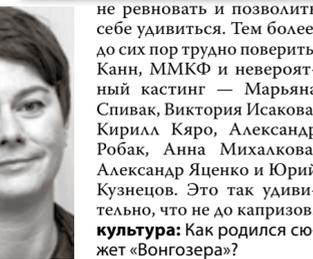 не ревновать и позволить
себе удивиться. Тем более
до сих пор трудно поверить:
Канн, ММКФ и невероят-
ный кастинг — Марьяна
Спивак, Виктория Исакова,
Кирилл Кяро, Александр
Робак, Анна Михалкова,
Александр Яценко и Юрий
Кузнецов. Это так удиви-
тельно, что не до капризов.
культура: Как родился сю-
жет «Вонгозера»?